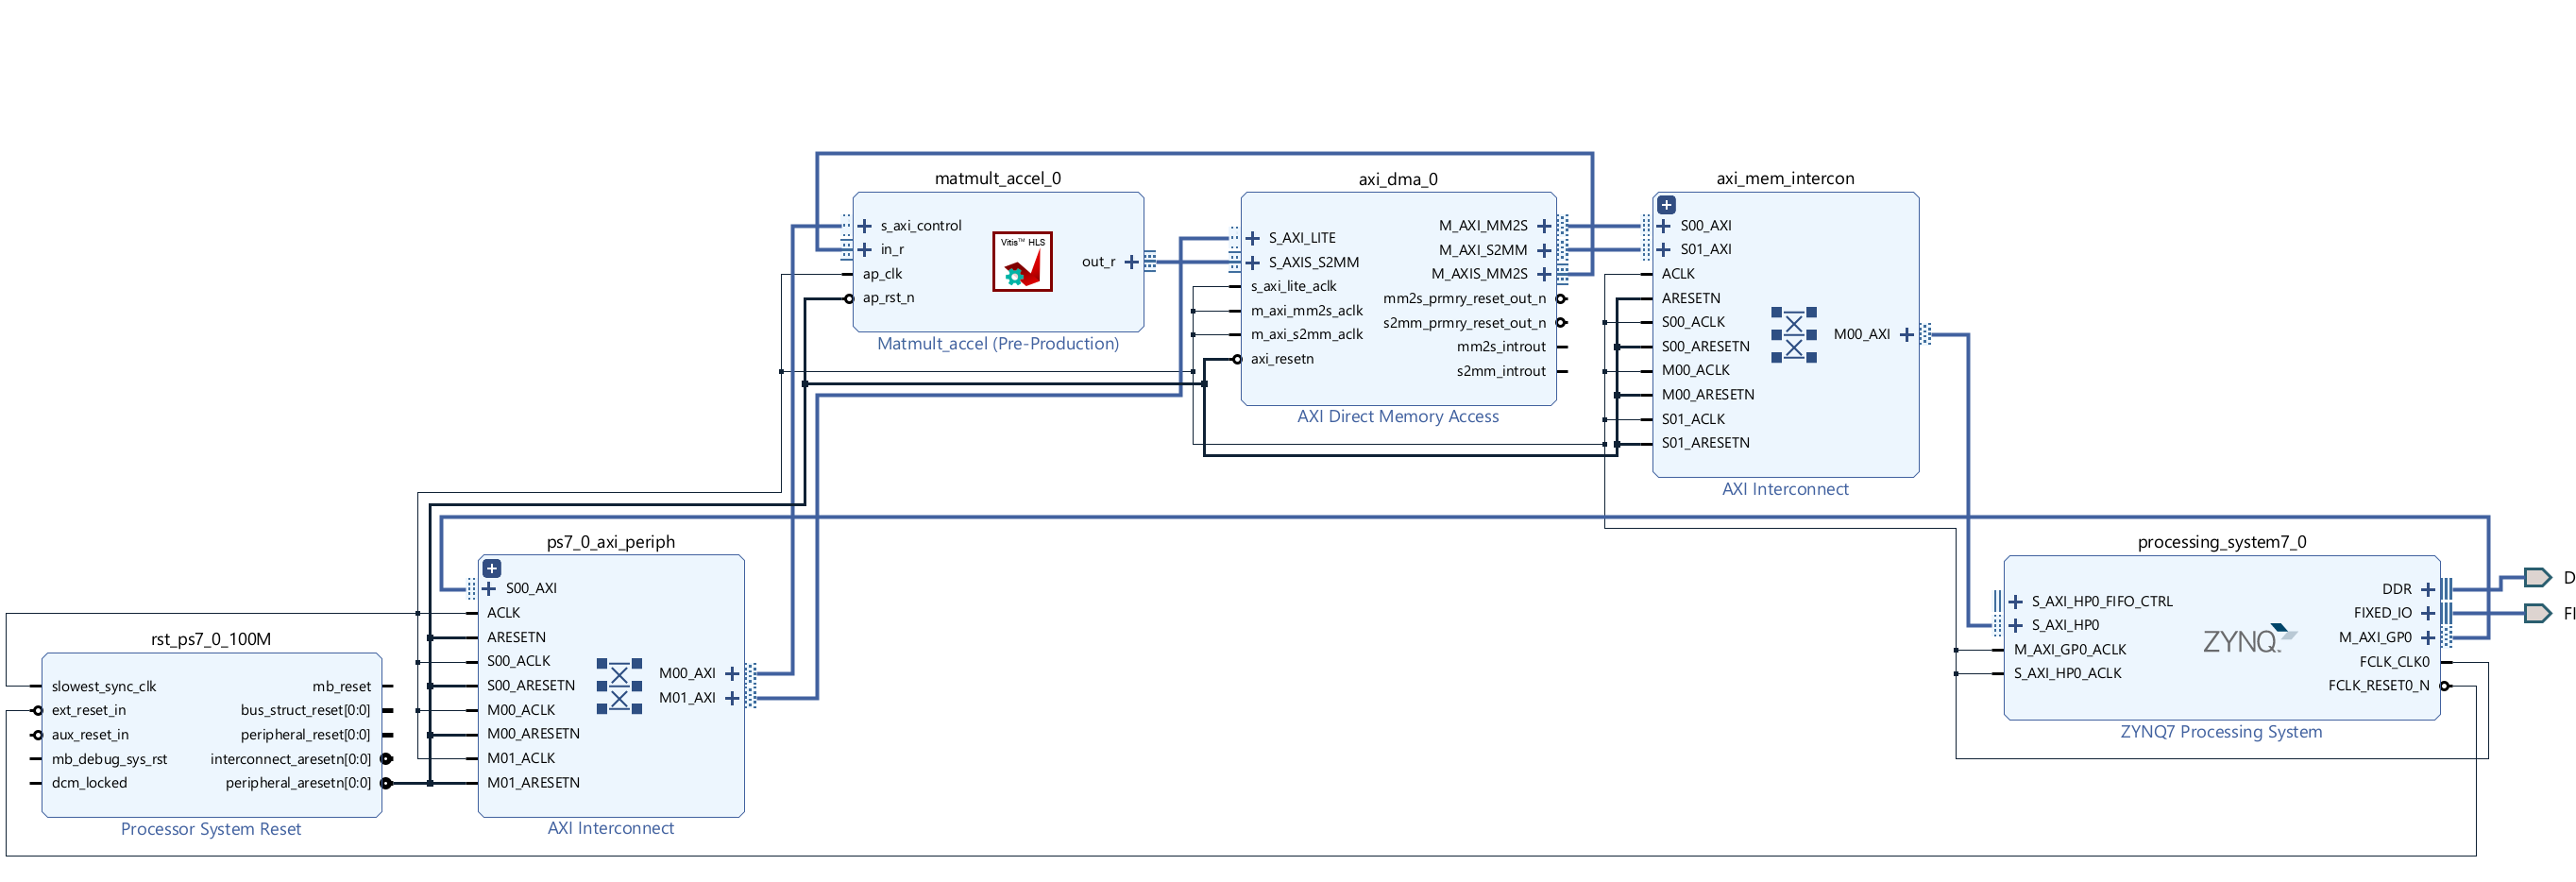 matmult_accel_0
s_axi_control
in_r
ap_clk
ap_rst_n
Vitis™ HLS
out_r
Matmult_accel (Pre-Production)
axi_dma_0
S_AXI_LITE
S_AXIS_S2MM
s_axi_lite_aclk
m_axi_mm2s_aclk
m_axi_s2mm_aclk
axi_resetn
M_AXI_MM2S
M_AXI_S2MM
M_AXIS_MM2S
mm2s_prmry_reset_out_n
s2mm_prmry_reset_out_n
mm2s_introut
s2mm_introut
AXI Direct Memory Access
axi_mem_intercon
S00_AXI
S01_AXI
ACLK
ARESETN
S00_ACLK
S00_ARESETN
M00_ACLK
M00_ARESETN
S01_ACLK
S01_ARESETN
M00_AXI
AXI Interconnect
rst_ps7_0_100M
slowest_sync_clk
ext_reset_in
aux_reset_in
mb_debug_sys_rst
dcm_locked
mb_reset
bus_struct_reset[0:0]
peripheral_reset[0:0]
interconnect_aresetn[0:0]
peripheral_aresetn[0:0]
Processor System Reset
ps7_0_axi_periph
S00_AXI
ACLK
ARESETN
S00_ACLK
S00_ARESETN
M00_ACLK
M00_ARESETN
M01_ACLK
M01_ARESETN
M00_AXI
M01_AXI
AXI Interconnect
processing_system7_0
S_AXI_HP0_FIFO_CTRL
S_AXI_HP0
M_AXI_GP0_ACLK
S_AXI_HP0_ACLK
ZYNQ
DDR
FIXED_IO
M_AXI_GP0
FCLK_CLK0
FCLK_RESET0_N
ZYNQ7 Processing System